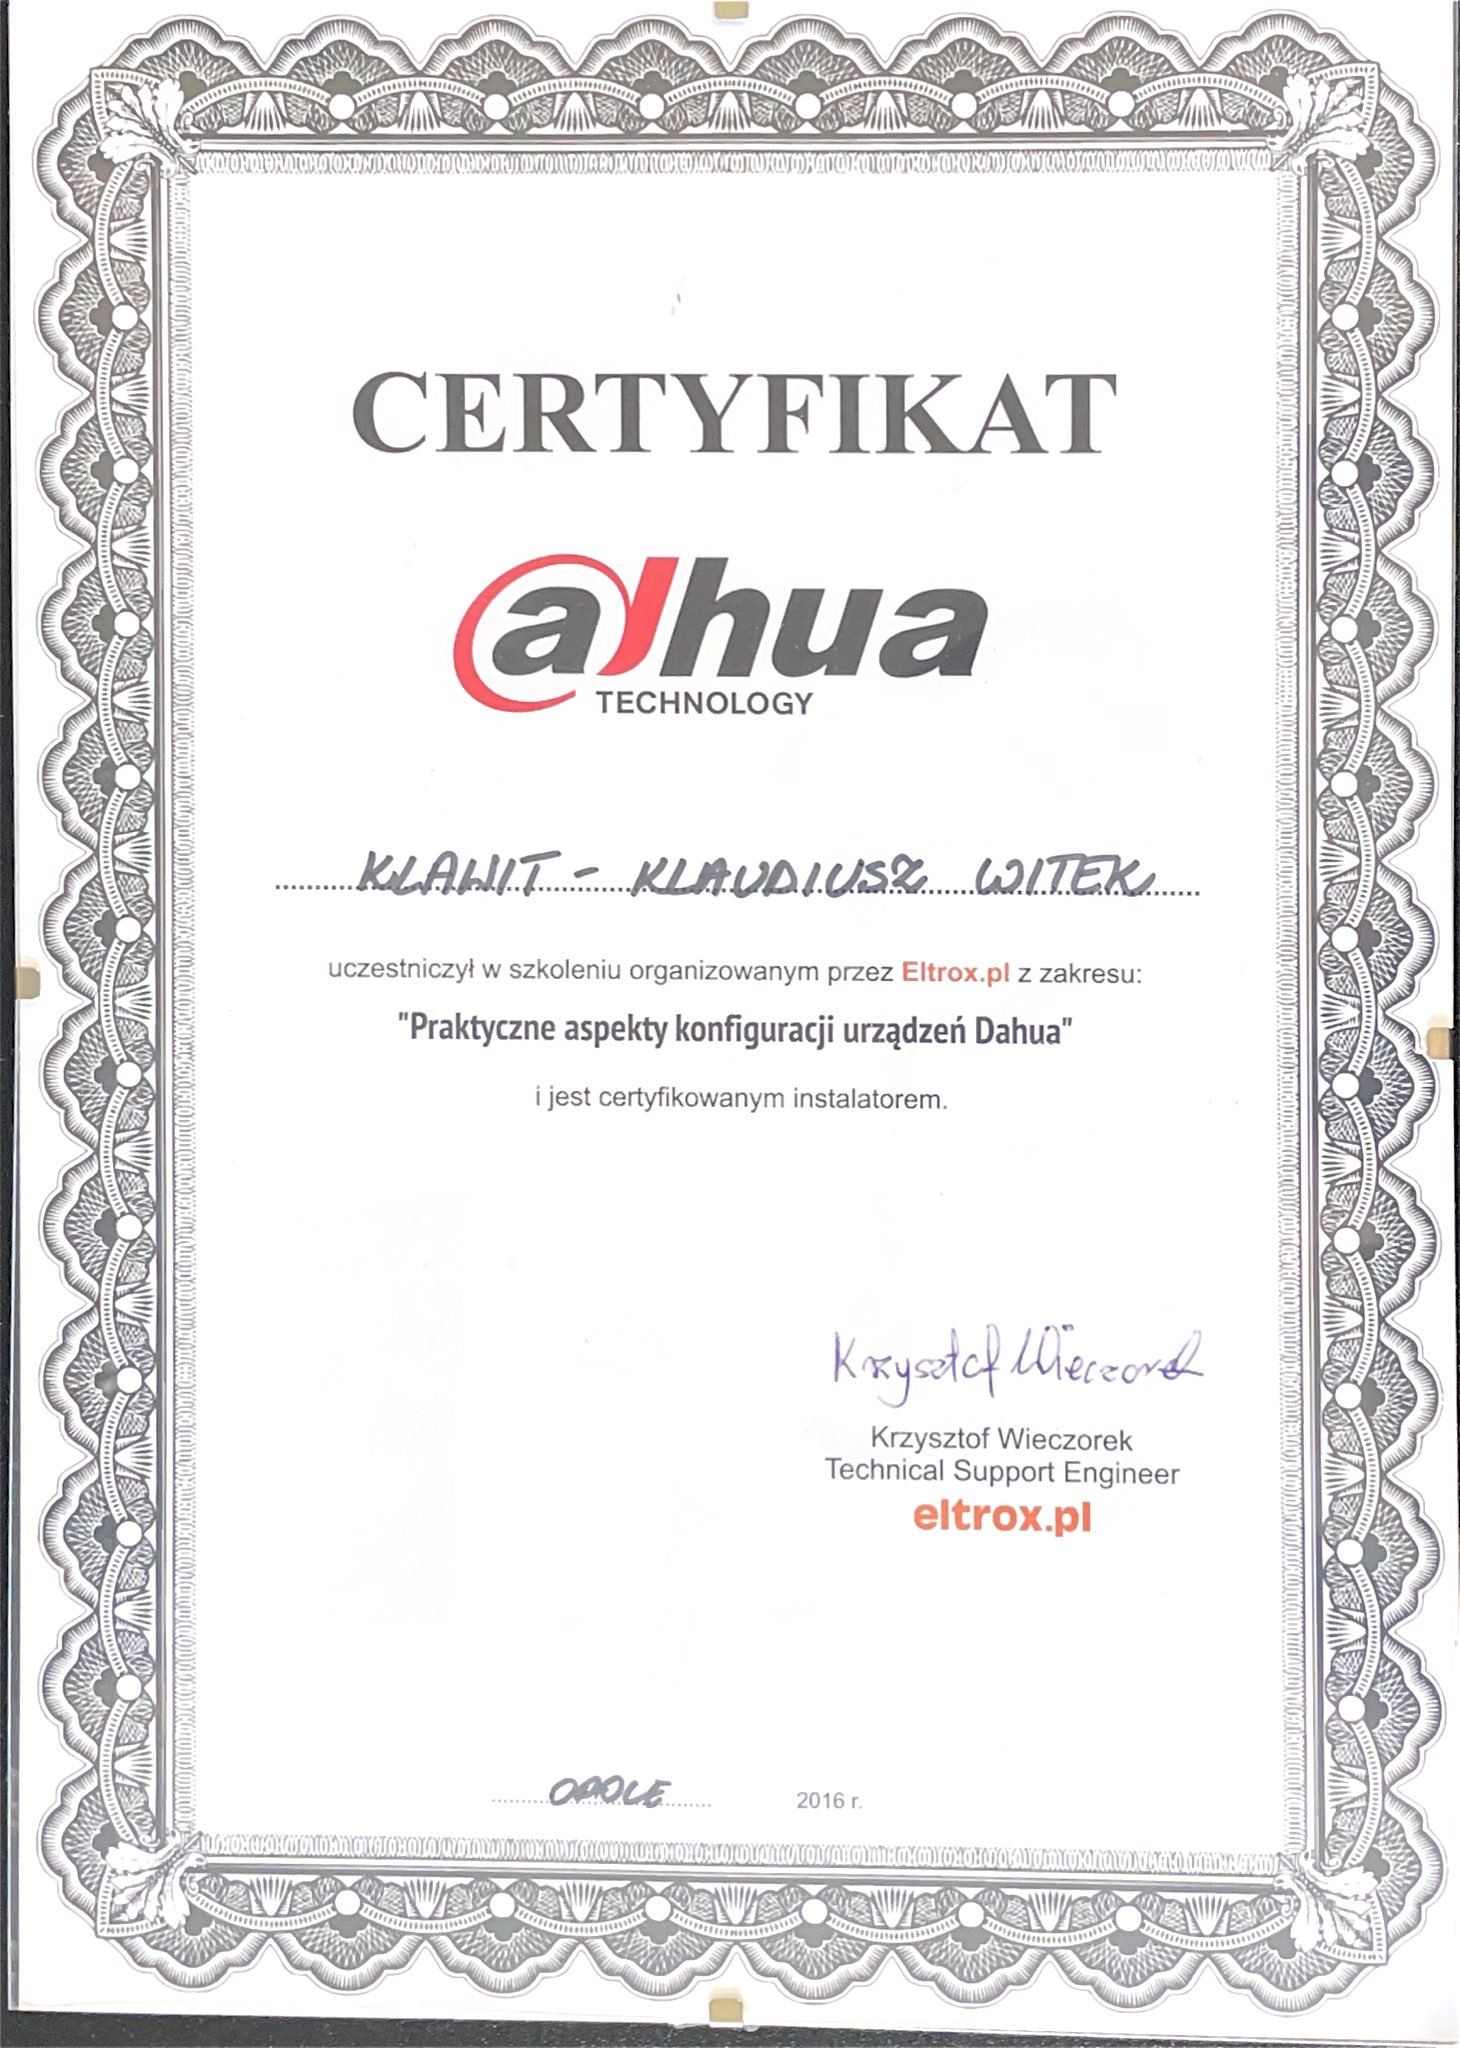 CERTYFIKAT
alhua
TECHNOLOGY
KLAWIT - KLAUDIUSZ WITEK
uczestniczył w szkoleniu organizowanym przez Eltrox.pl z zakresu:
"Praktyczne aspekty konfiguracji urządzeń Dahua"
i jest certyfikowanym instalatorem.
Krzysztof Wieczorek
Krzysztof Wieczorek
Technical Support Engineer
eltrox.pl
OPOLE 2016 r.